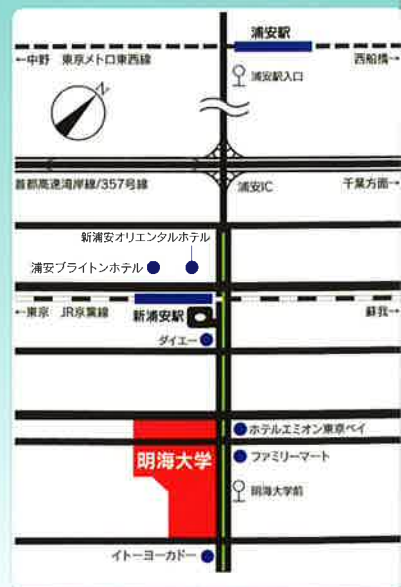 浦安駅
←中野 東京メトロ東西線
西船橋→
浦安駅入口
N
首都高速湾岸線/357号線
浦安IC
千葉方面→
新浦安オリエンタルホテル
浦安ブライトンホテル
←東京 JR京葉線
新浦安駅
蘇我→
ダイエー
ホテルエミオン東京ベイ
明海大学
ファミリーマート
明海大学前
イトーヨーカドー